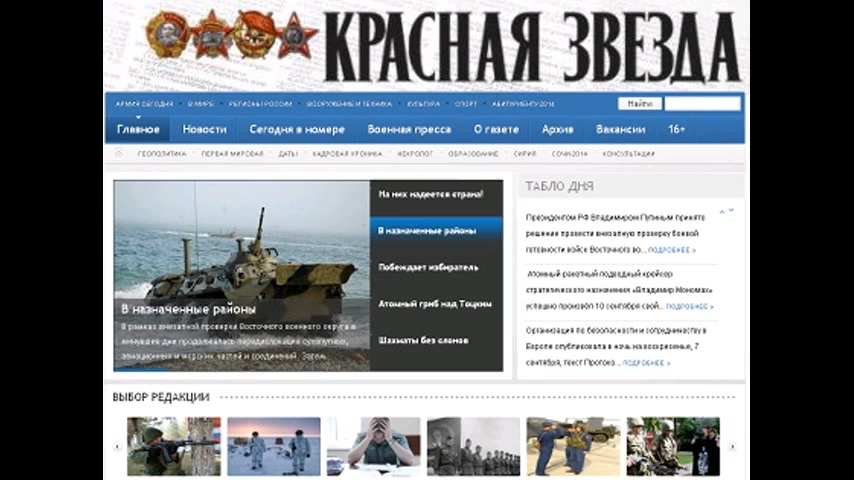 КРАСНАЯ ЗВЕЗДА
АРМИЯ СЕГОДНЯ • В МИРЕ • РЕГИОНЫ РОССИИ • ВООРУЖЕНИЕ И ТЕХНИКА • КУЛЬТУРА • СПОРТ • АБИТУРИЕНТУ 2014
Найти
Главное Новости Сегодня в номере Военная пресса О газете Архив Вакансии 16+
ГЕОПОЛИТИКА ПЕРВАЯ МИРОВАЯ ДАТЫ КАДРОВАЯ ХРОНИКА НЕКРОЛОГ ОБРАЗОВАНИЕ СИРИЯ СОЧИ-2014 КОНСУЛЬТАЦИИ
На них надеется страна!
В назначенные районы
Побеждает избиратель
Атомный гриб над Тоцким
Шахматы без слонов
В назначенные районы
В рамках внезапной проверки Восточного военного округа в
минувшие дни продолжалась передислокация сухопутных,
авиационных и морских частей и соединений. Затем
ТАБЛО ДНЯ
Президентом РФ Владимиром Путиным принято
решение провести внезапную проверку боевой
готовности войск Восточного во... ПОДРОБНЕЕ »
Атомный ракетный подводный крейсер
стратегического назначения «Владимир Мономах»
успешно произвёл 10 сентября свой... ПОДРОБНЕЕ »
Организация по безопасности и сотрудничеству в
Европе опубликовала в ночь на воскресенье, 7
сентября, текст Протоко... ПОДРОБНЕЕ »
ВЫБОР РЕДАКЦИИ